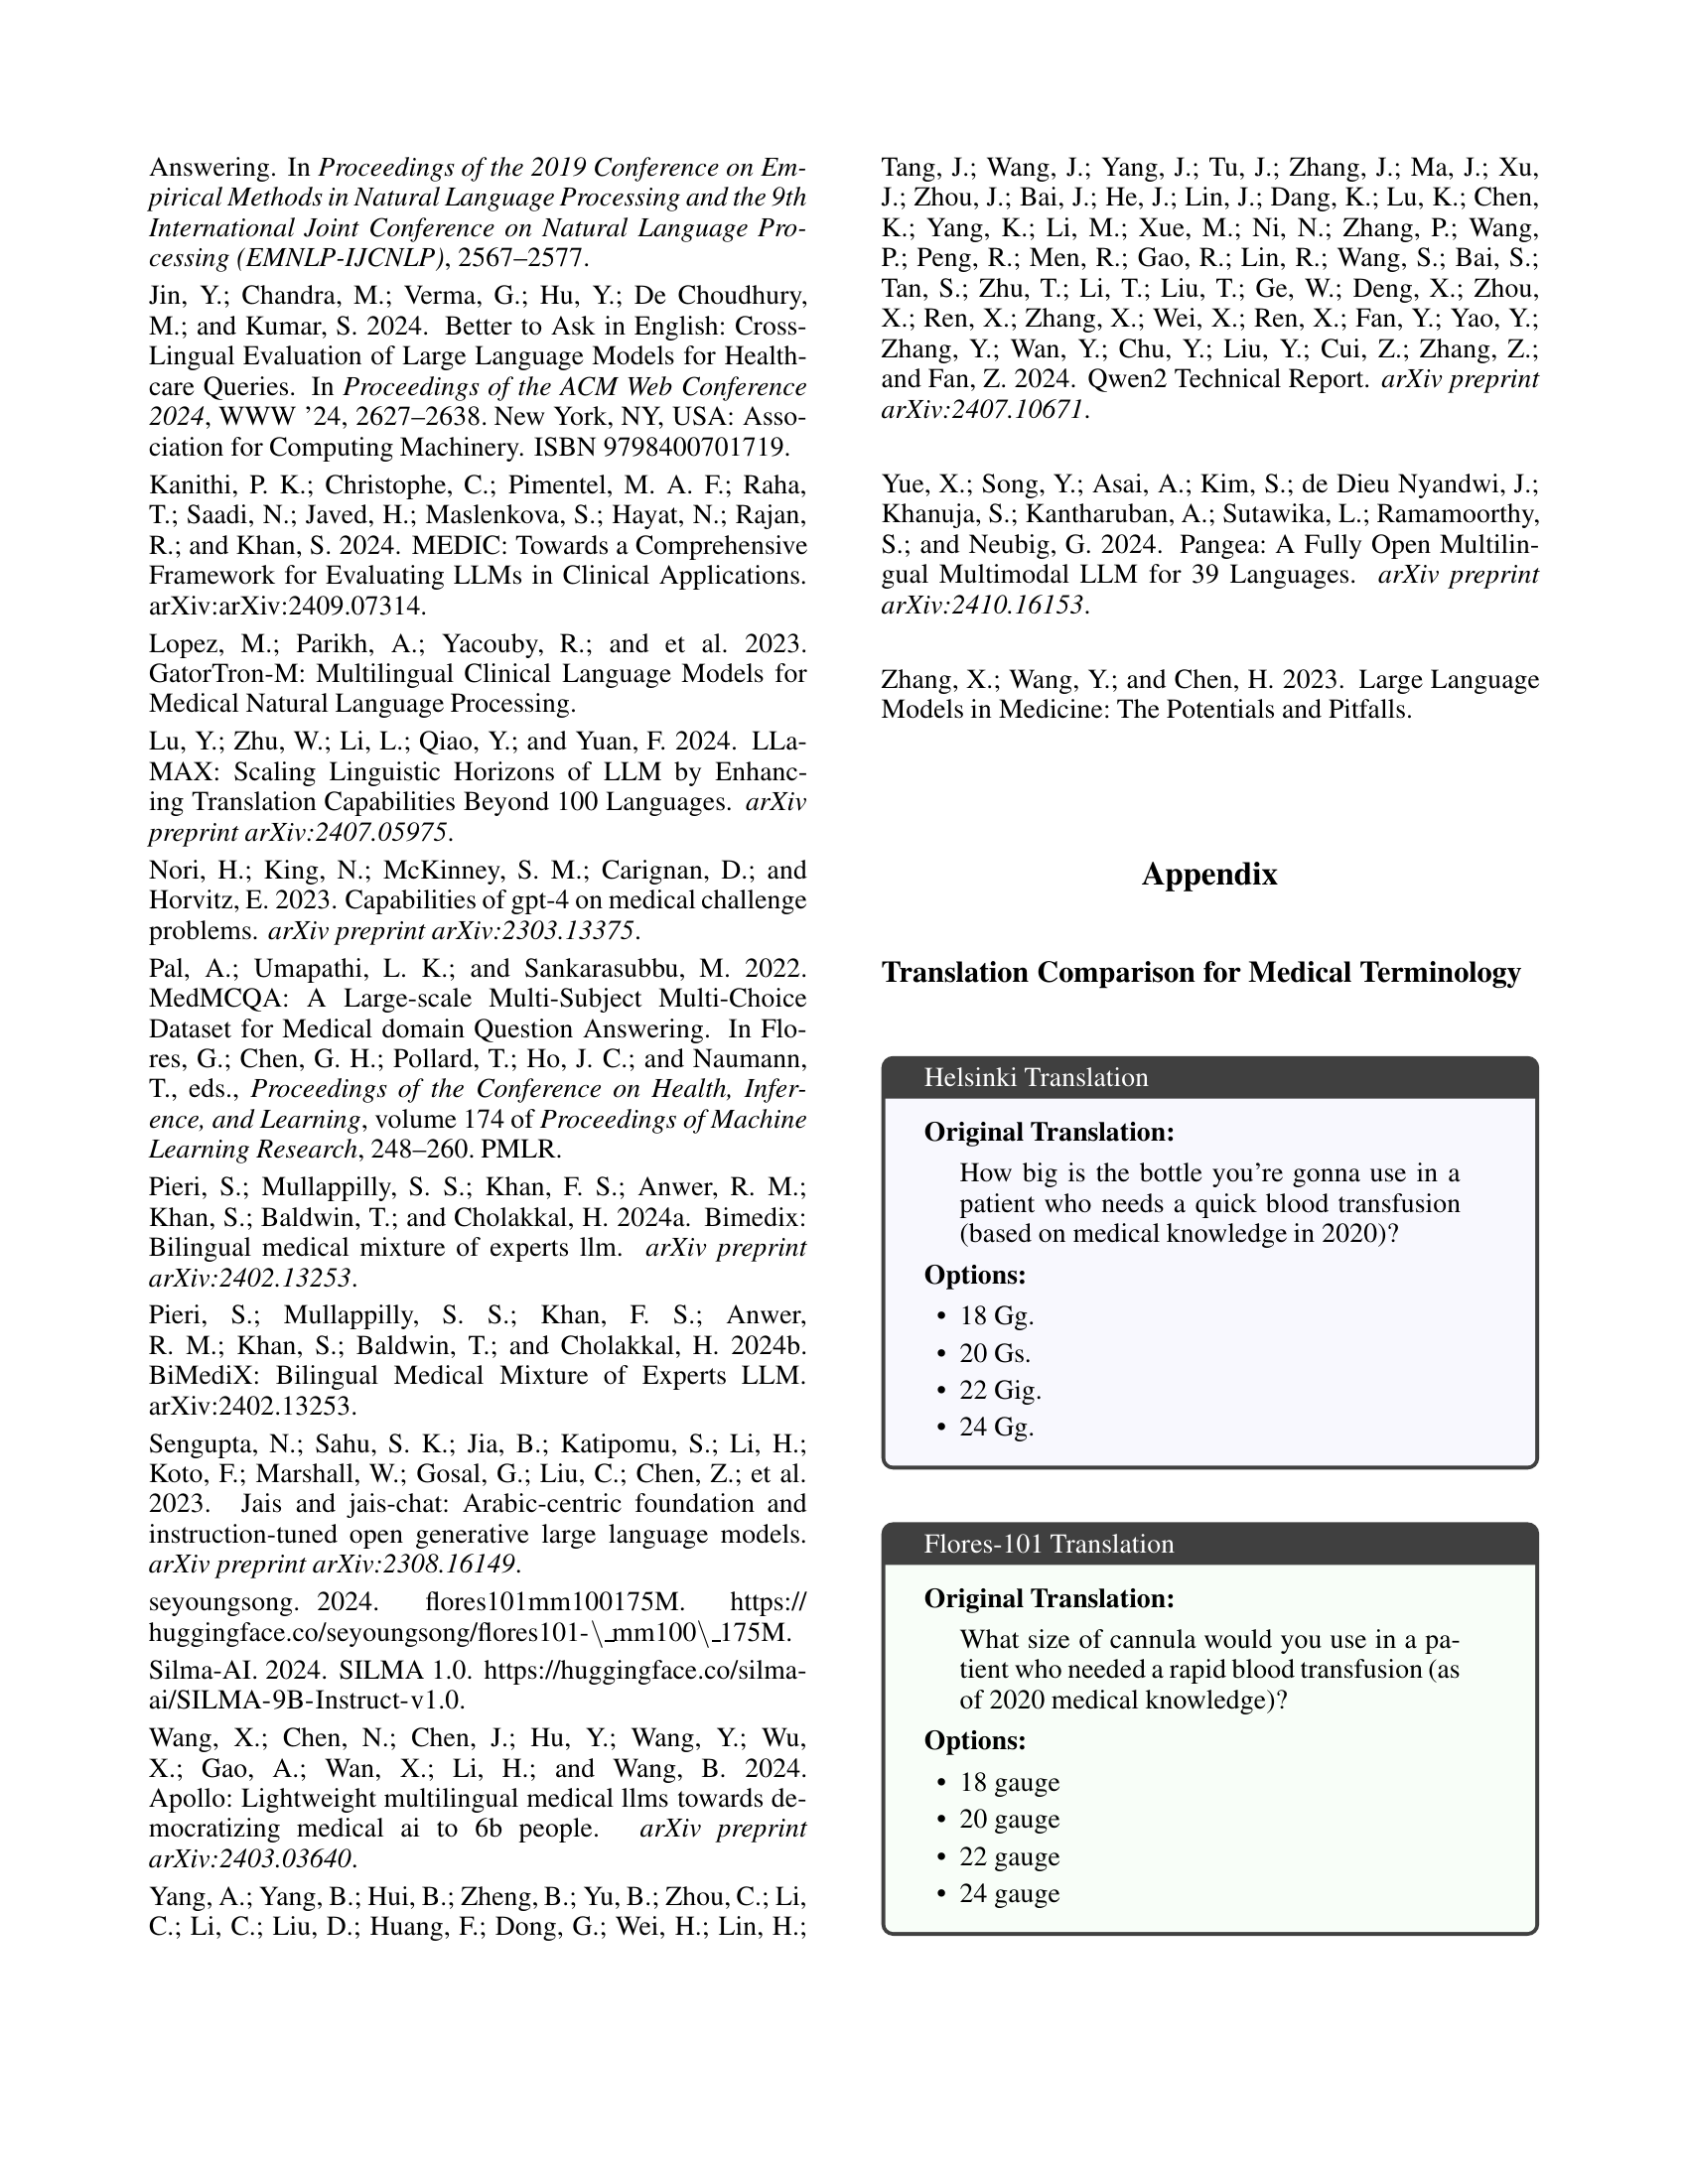 Answering. In Proceedings of the 2019 Conference on Em-
pirical Methods in Natural Language Processing and the 9th
International Joint Conference on Natural Language Pro-
cessing (EMNLP-IJCNLP), 2567–2577.
Jin, Y.; Chandra, M.; Verma, G.; Hu, Y.; De Choudhury,
M.; and Kumar, S. 2024. Better to Ask in English: Cross-
Lingual Evaluation of Large Language Models for Health-
care Queries. In Proceedings of the ACM Web Conference
2024, WWW ’24, 2627–2638. New York, NY, USA: Asso-
ciation for Computing Machinery. ISBN 9798400701719.
Kanithi, P. K.; Christophe, C.; Pimentel, M. A. F.; Raha,
T.; Saadi, N.; Javed, H.; Maslenkova, S.; Hayat, N.; Rajan,
R.; and Khan, S. 2024. MEDIC: Towards a Comprehensive
Framework for Evaluating LLMs in Clinical Applications.
arXiv:arXiv:2409.07314.
Lopez, M.; Parikh, A.; Yacouby, R.; and et al. 2023.
GatorTron-M: Multilingual Clinical Language Models for
Medical Natural Language Processing.
Lu, Y.; Zhu, W.; Li, L.; Qiao, Y.; and Yuan, F. 2024. LLa-
MAX: Scaling Linguistic Horizons of LLM by Enhanc-
ing Translation Capabilities Beyond 100 Languages. arXiv
preprint arXiv:2407.05975.
Nori, H.; King, N.; McKinney, S. M.; Carignan, D.; and
Horvitz, E. 2023. Capabilities of gpt-4 on medical challenge
problems. arXiv preprint arXiv:2303.13375.
Pal, A.; Umapathi, L. K.; and Sankarasubbu, M. 2022.
MedMCQA: A Large-scale Multi-Subject Multi-Choice
Dataset for Medical domain Question Answering. In Flo-
res, G.; Chen, G. H.; Pollard, T.; Ho, J. C.; and Naumann,
T., eds., Proceedings of the Conference on Health, Infer-
ence, and Learning, volume 174 of Proceedings of Machine
Learning Research, 248–260. PMLR.
Pieri, S.; Mullappilly, S. S.; Khan, F. S.; Anwer, R. M.;
Khan, S.; Baldwin, T.; and Cholakkal, H. 2024a. Bimedix:
Bilingual medical mixture of experts llm. arXiv preprint
arXiv:2402.13253.
Pieri, S.; Mullappilly, S. S.; Khan, F. S.; Anwer,
R. M.; Khan, S.; Baldwin, T.; and Cholakkal, H. 2024b.
BiMediX: Bilingual Medical Mixture of Experts LLM.
arXiv:2402.13253.
Sengupta, N.; Sahu, S. K.; Jia, B.; Katipomu, S.; Li, H.;
Koto, F.; Marshall, W.; Gosal, G.; Liu, C.; Chen, Z.; et al.
2023. Jais and jais-chat: Arabic-centric foundation and
instruction-tuned open generative large language models.
arXiv preprint arXiv:2308.16149.
seyoungsong. 2024. flores101mm100175M. https://
huggingface.co/seyoungsong/flores101-\_mm100\_175M.
Silma-AI. 2024. SILMA 1.0. https://huggingface.co/silma-
ai/SILMA-9B-Instruct-v1.0.
Wang, X.; Chen, N.; Chen, J.; Hu, Y.; Wang, Y.; Wu,
X.; Gao, A.; Wan, X.; Li, H.; and Wang, B. 2024.
Apollo: Lightweight multilingual medical llms towards de-
mocratizing medical ai to 6b people. arXiv preprint
arXiv:2403.03640.
Yang, A.; Yang, B.; Hui, B.; Zheng, B.; Yu, B.; Zhou, C.; Li,
C.; Li, C.; Liu, D.; Huang, F.; Dong, G.; Wei, H.; Lin, H.;
Tang, J.; Wang, J.; Yang, J.; Tu, J.; Zhang, J.; Ma, J.; Xu,
J.; Zhou, J.; Bai, J.; He, J.; Lin, J.; Dang, K.; Lu, K.; Chen,
K.; Yang, K.; Li, M.; Xue, M.; Ni, N.; Zhang, P.; Wang,
P.; Peng, R.; Men, R.; Gao, R.; Lin, R.; Wang, S.; Bai, S.;
Tan, S.; Zhu, T.; Li, T.; Liu, T.; Ge, W.; Deng, X.; Zhou,
X.; Ren, X.; Zhang, X.; Wei, X.; Ren, X.; Fan, Y.; Yao, Y.;
Zhang, Y.; Wan, Y.; Chu, Y.; Liu, Y.; Cui, Z.; Zhang, Z.;
and Fan, Z. 2024. Qwen2 Technical Report. arXiv preprint
arXiv:2407.10671.
Yue, X.; Song, Y.; Asai, A.; Kim, S.; de Dieu Nyandwi, J.;
Khanuja, S.; Kantharuban, A.; Sutawika, L.; Ramamoorthy,
S.; and Neubig, G. 2024. Pangea: A Fully Open Multilin-
gual Multimodal LLM for 39 Languages. arXiv preprint
arXiv:2410.16153.
Zhang, X.; Wang, Y.; and Chen, H. 2023. Large Language
Models in Medicine: The Potentials and Pitfalls.
Appendix
Translation Comparison for Medical Terminology
Helsinki Translation
Original Translation:
How big is the bottle you’re gonna use in a
patient who needs a quick blood transfusion
(based on medical knowledge in 2020)?
Options:
• 18 Gg.
• 20 Gs.
• 22 Gig.
• 24 Gg.
Flores-101 Translation
Original Translation:
What size of cannula would you use in a pa-
tient who needed a rapid blood transfusion (as
of 2020 medical knowledge)?
Options:
• 18 gauge
• 20 gauge
• 22 gauge
• 24 gauge